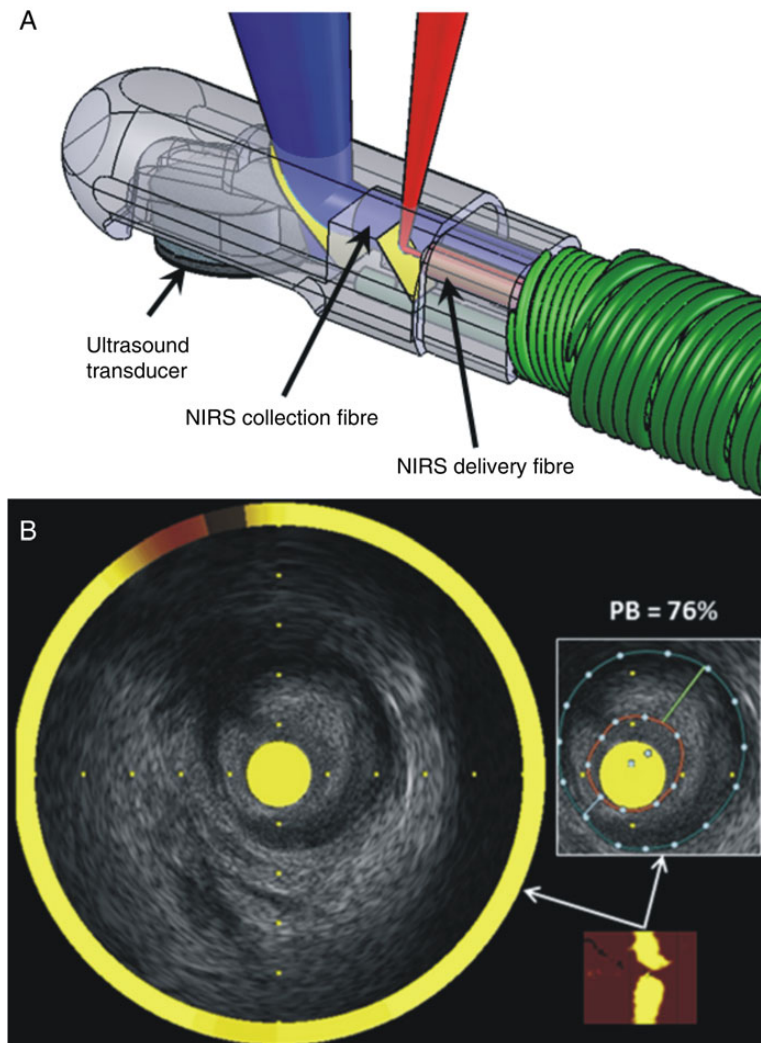 A
Ultrasound
transducer
NIRS collection fibre
NIRS delivery fibre
B
PB = 76%